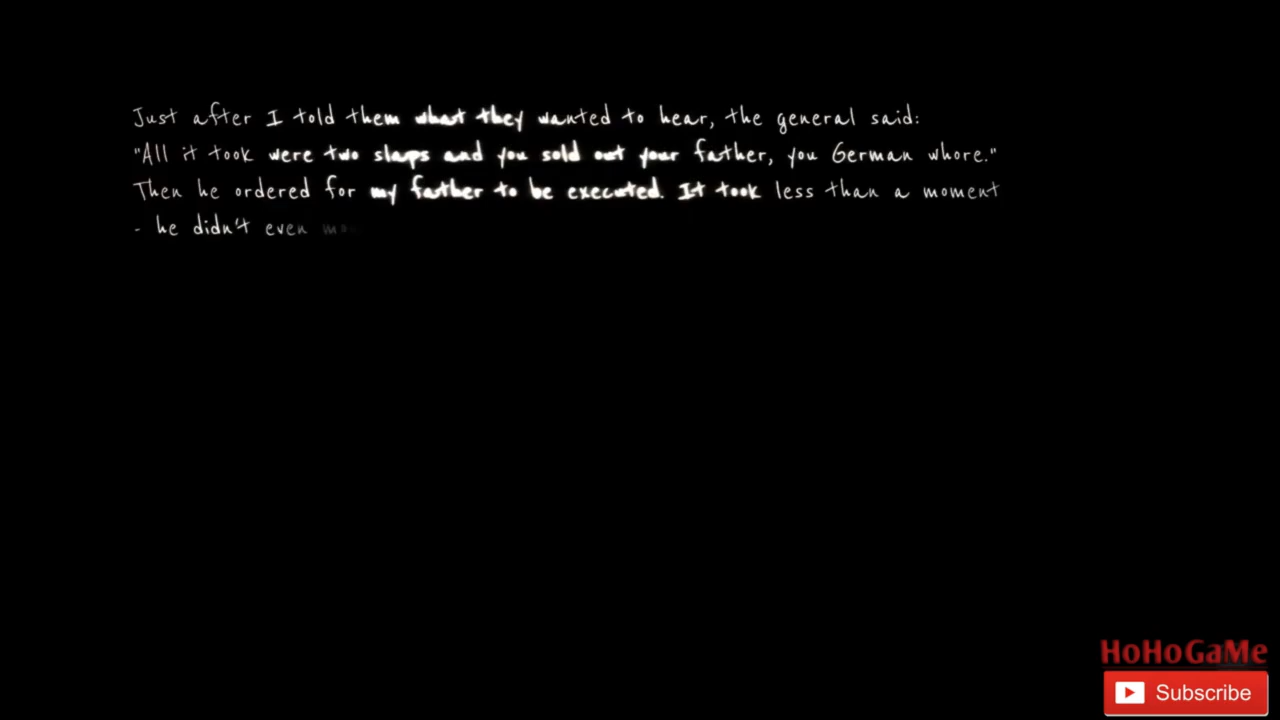 Just after I told them what they wanted to hear, the general said:
"All it took were two slaps and you sold out your father, you German whore."
Then he ordered for my father to be executed. It took less than a moment
- he didn't even
HoHoGaMe
Subscribe